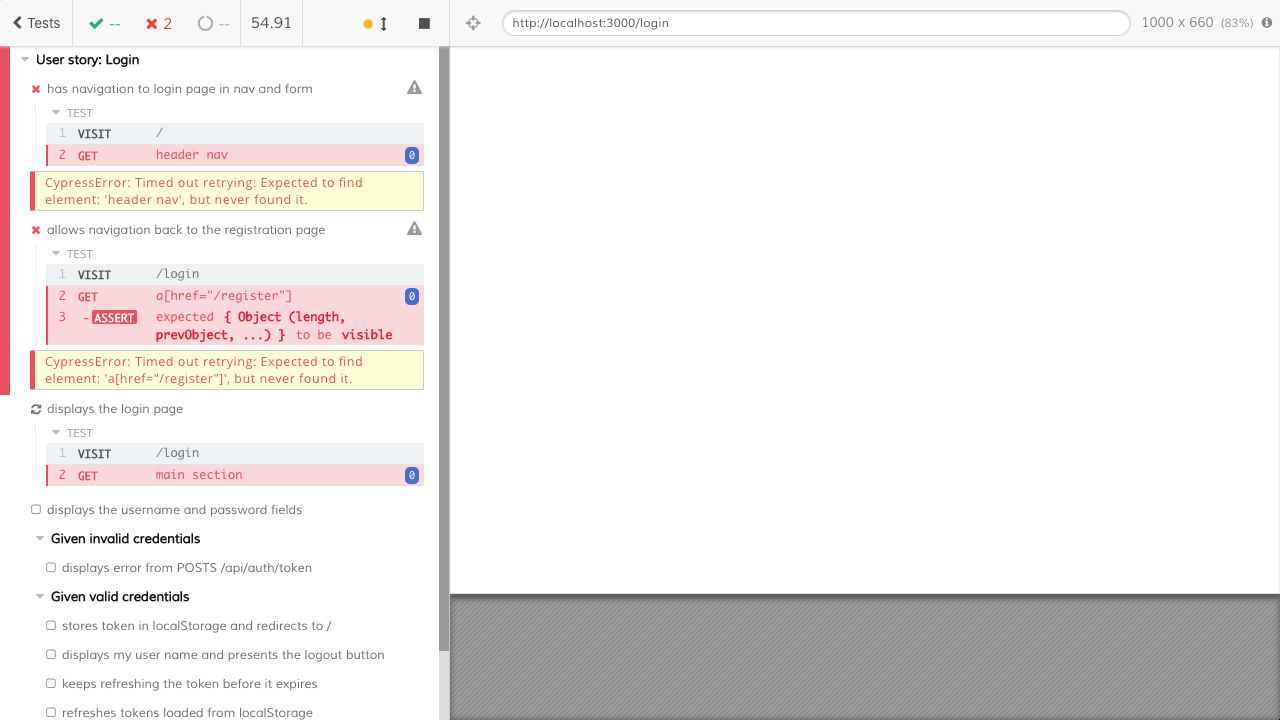 Tests
--
2
--
54.91
http://localhost:3000/login
1000 x 660 (83%)
User story: Login
has navigation to login page in nav and form
TEST
1 VISIT /
2 GET header nav 0
CypressError: Timed out retrying: Expected to find
element: 'header nav', but never found it.
allows navigation back to the registration page
TEST
1 VISIT /login
2 GET a[href="/register"] 0
3 - ASSERT expected { Object (length,
prevObject, ...) } to be visible
CypressError: Timed out retrying: Expected to find
element: 'a[href="/register"]', but never found it.
displays the login page
TEST
1 VISIT /login
2 GET main section 0
displays the username and password fields
Given invalid credentials
displays error from POSTS /api/auth/token
Given valid credentials
stores token in localStorage and redirects to /
displays my user name and presents the logout button
keeps refreshing the token before it expires
refreshes tokens loaded from localStorage